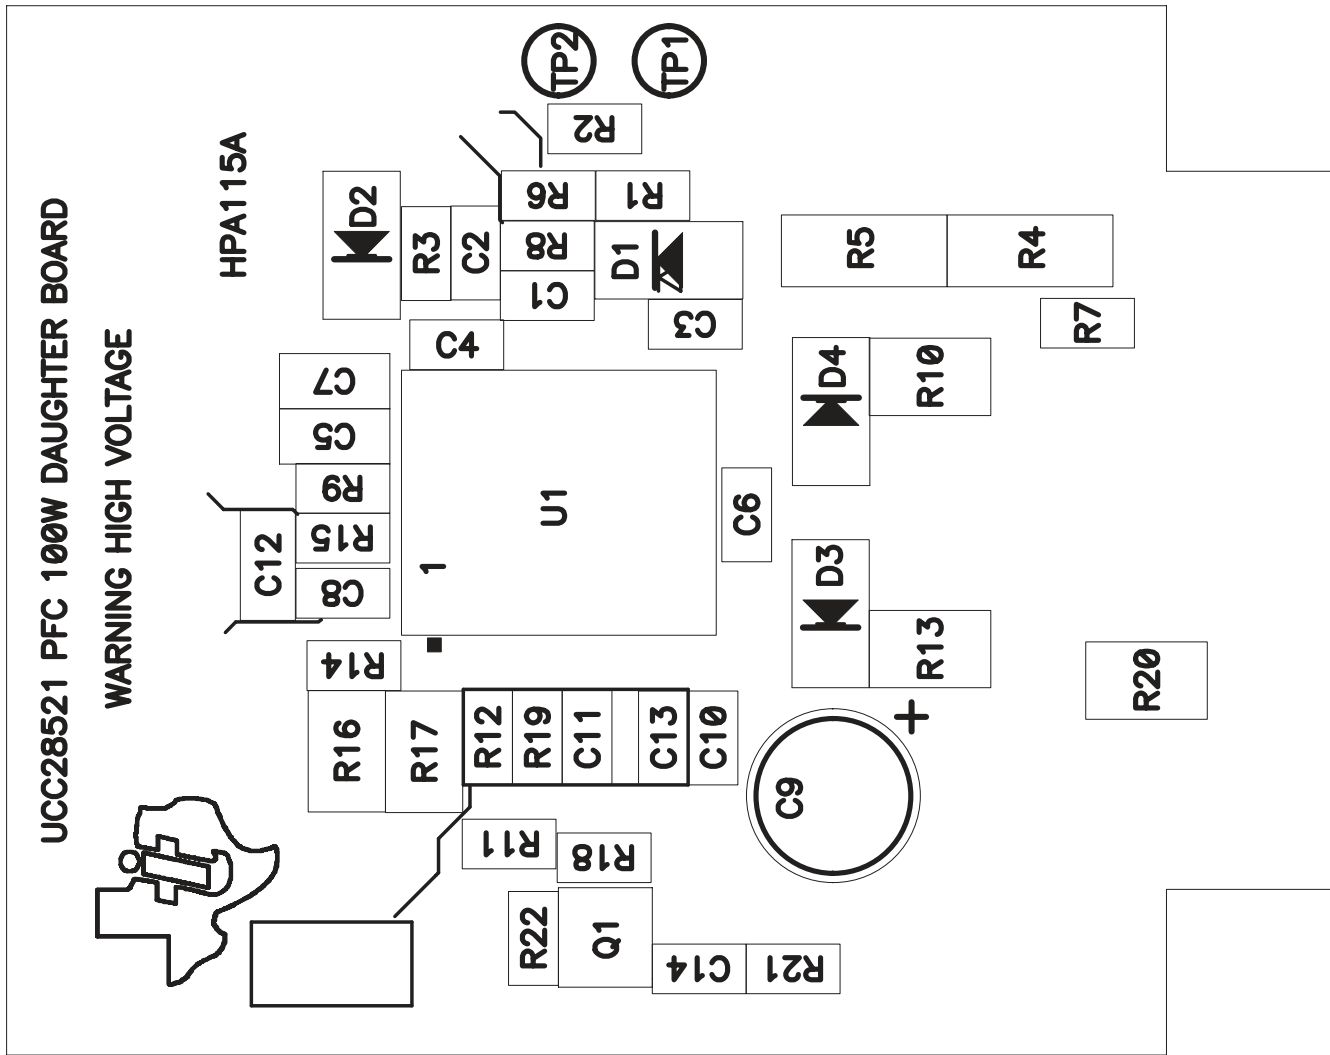 UCC28521 PFC 100W DAUGHTER BOARD
WARNING HIGH VOLTAGE
HPA115A
TP2
TP1
R2
D2
R3
C2
R6
R1
R8
D1
C1
C3
C4
R5
R4
R7
C7
C5
R9
R15
C12
C8
U1
1
C6
D4
R10
D3
R13
R14
R16
R17
R12
R19
C11
C13
C10
C9
+
R20
R11
R18
R22
Q1
C14
R21